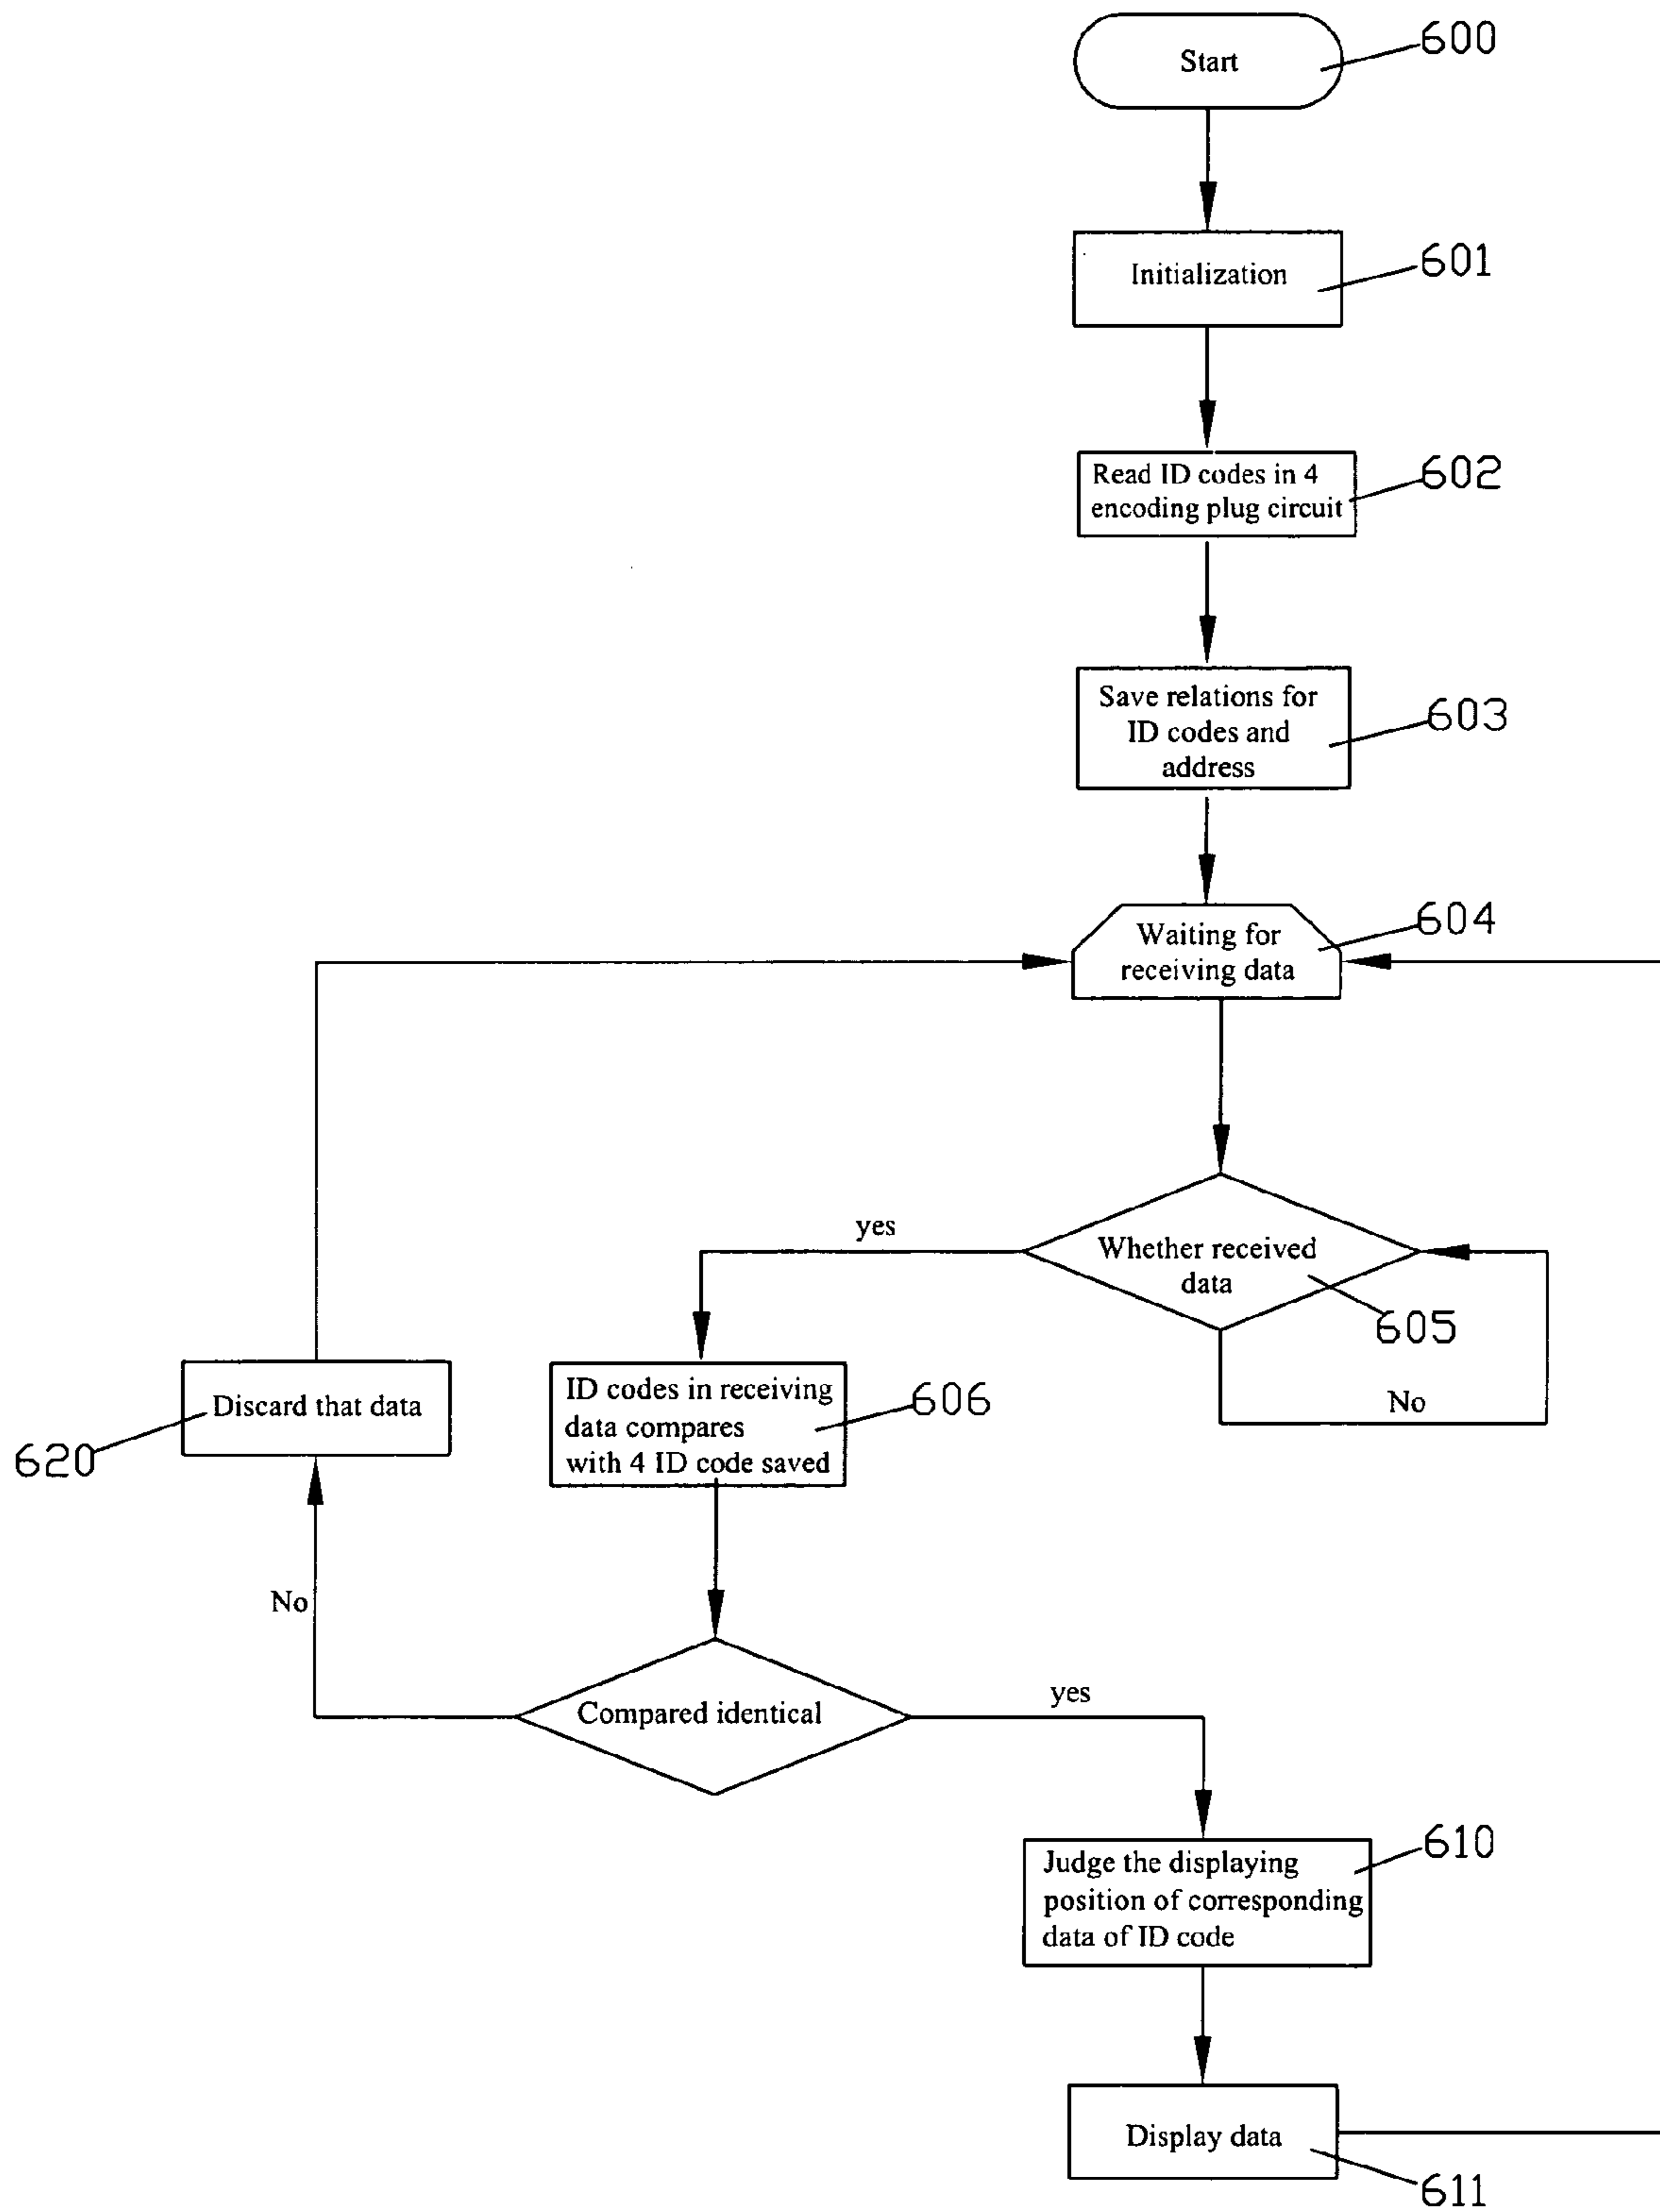 Start
600
Initialization
601
Read ID codes in 4
encoding plug circuit
602
Save relations for
ID codes and
address
603
Waiting for
receiving data
604
yes
Whether received
data
605
No
Discard that data
620
ID codes in receiving
data compares
with 4 ID code saved
606
No
Compared identical
yes
Judge the displaying
position of corresponding
data of ID code
610
Display data
611